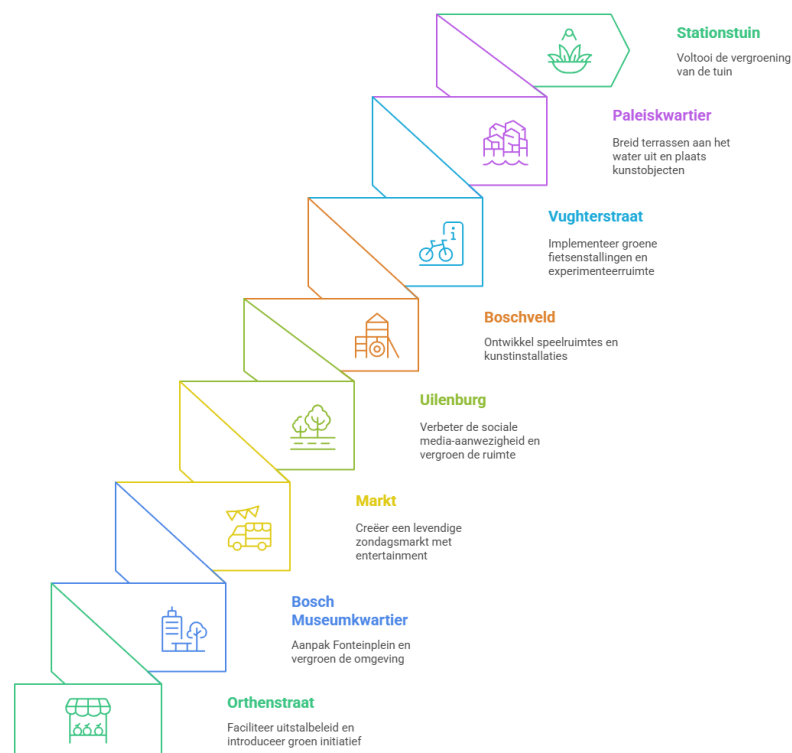 Stationstuin
Voltooi de vergroening
van de tuin
Paleiskwartier
Breid terrassen aan het
water uit en plaats
kunstobjecten
Vughterstraat
Implementeer groene
fietsenstallingen en
experimenteerruimte
Boschveld
Ontwikkel speelruimtes en
kunstinstallaties
Uilenburg
Verbeter de sociale
media-aanwezigheid en
vergroen de ruimte
Markt
Creëer een levendige
zondagsmarkt met
entertainment
Bosch
Museumkwartier
Aanpak Fonteinplein en
vergroen de omgeving
Orthenstraat
Faciliteer uitstalbeleid en
introduceer groen initiatief